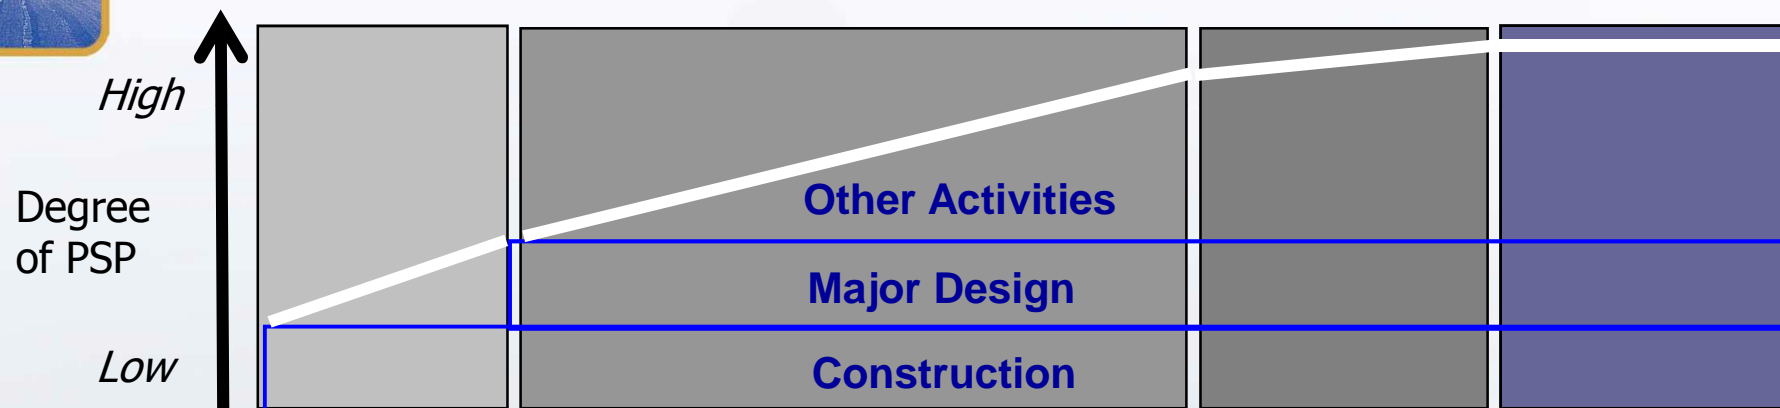 High
Degree
of PSP
Low
Other Activities
Major Design
Construction